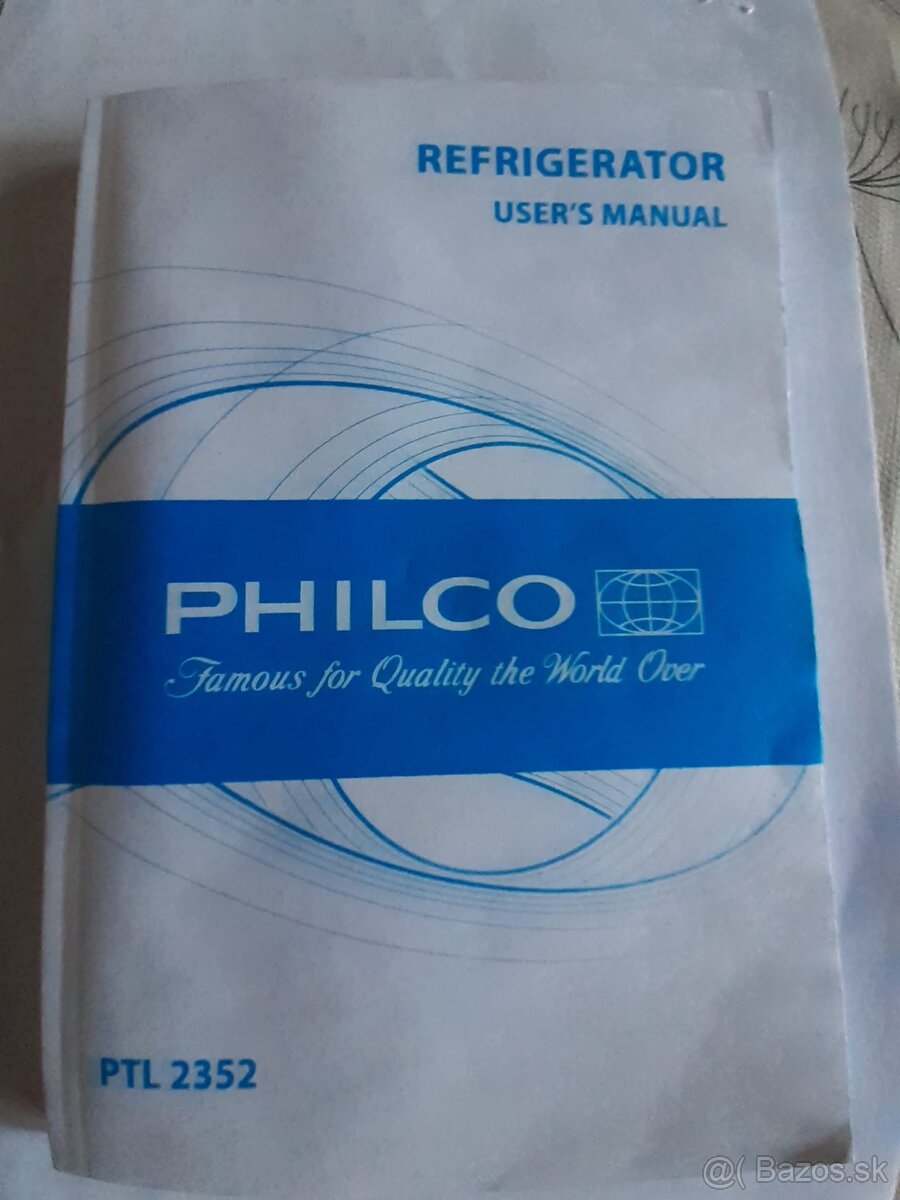 REFRIGERATOR
USER'S MANUAL
PHILCO
Famous for Quality the World Over
PTL 2352
@( Bazos.sk